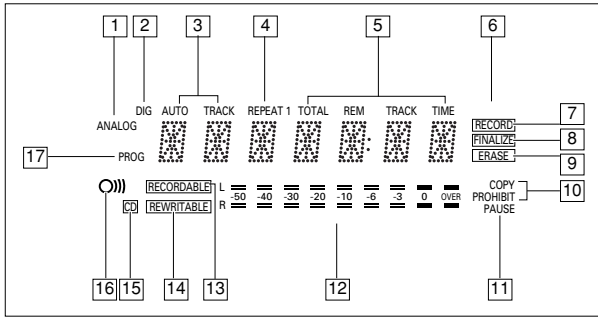 1 2 3 4 5 6
DIG AUTO TRACK REPEAT 1 TOTAL REM TRACK TIME
ANALOG
RECORD 7
FINALIZE 8
ERASE 9
17 PROG
RECORDABLE L
-50 -40 -30 -20 -10 -6 -3 0 OVER
CD REWRITABLE R
COPY
PROHIBIT 10
PAUSE
16 15 14 13 12 11